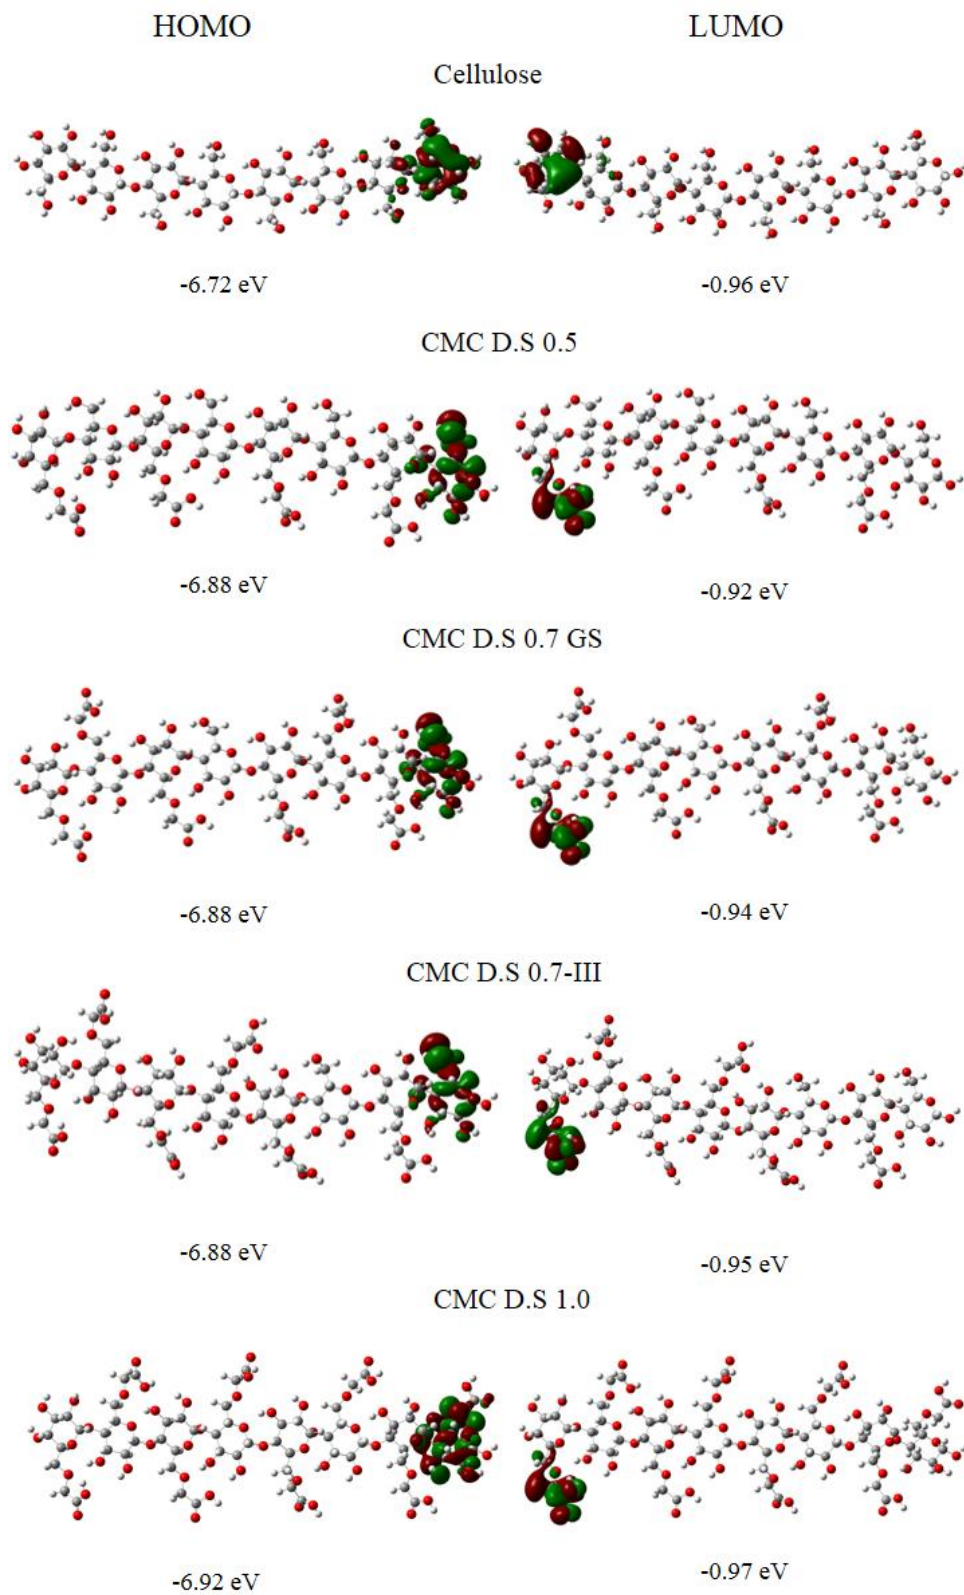 HOMO LUMO
Cellulose
-6.72 eV -0.96 eV
CMC D.S 0.5
-6.88 eV -0.92 eV
CMC D.S 0.7 GS
-6.88 eV -0.94 eV
CMC D.S 0.7-III
-6.88 eV -0.95 eV
CMC D.S 1.0
-6.92 eV -0.97 eV